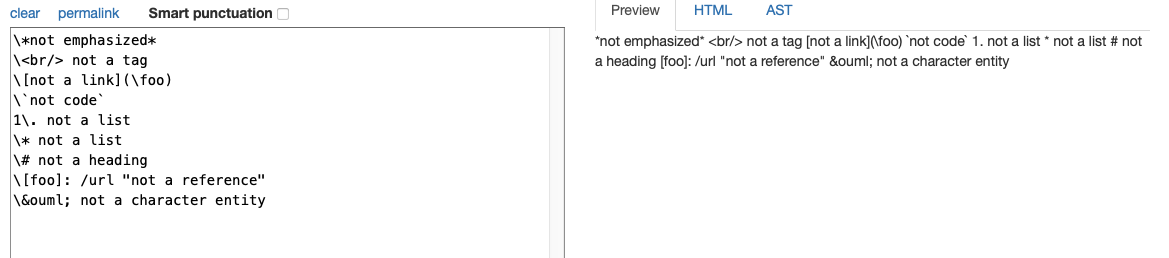 clear permalink Smart punctuation
\*not emphasized*
\<br/> not a tag
\[not a link](\foo)
\`not code`
1\. not a list
\* not a list
\# not a heading
\[foo]: /url "not a reference"
\&ouml; not a character entity
Preview HTML AST
*not emphasized* <br/> not a tag [not a link](\foo) `not code` 1. not a list * not a list # not
a heading [foo]: /url "not a reference" &ouml; not a character entity